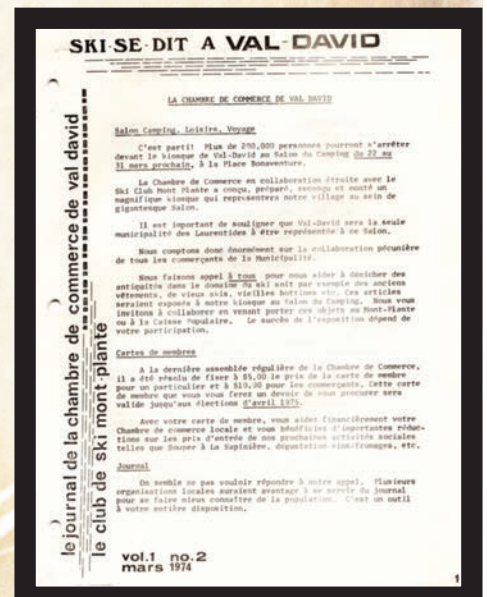 SKI·SE·DIT A VAL-DAVID
LA CHAMBRE DE COMMERCE DE VAL DAVID
Salon Camping, Loisirs, Voyage
C'est parti! Plus de 200,000 personnes pourront s'arrêter
devant le kiosque de Val-David au Salon du Camping du 22 au
31 mars prochain, à la Place Bonaventure.
La Chambre de Commerce en collaboration étroite avec le
Ski Club Mont Plante a conçu, préparé, reconçu et monté un
magnifique kiosque qui représentera notre village au sein de
gigantesque Salon.
Il est important de souligner que Val-David sera la seule
municipalité des Laurentides à être représentée à ce Salon.
Nous comptons donc énormément sur la collaboration pécunière
de tous les commerçants de la Municipalité.
Nous faisons appel à tous pour nous aider à dénicher des
antiquités dans le domaine du ski soit par exemple des anciens
vêtements, de vieux skis, vieilles bottines etc. Ces articles
seraient exposés à notre kiosque au Salon du Camping. Nous vous
invitons à collaborer en venant porter ces objets au Mont-Plante
ou à la Caisse Populaire. Le succès de l'exposition dépend de
votre participation.
Cartes de membres
A la dernière assemblée régulière de la Chambre de Commerce,
il a été résolu de fixer à $5.00 le prix de la carte de membre
pour un particulier et à $10.00 pour les commerçants. Cette carte
de membre que vous vous ferez un devoir de vous procurer sera
valide jusqu'aux élections d'avril 1975.
Avec votre carte de membre, vous aidez financièrement votre
Chambre de commerce locale et vous bénéficiez d'importantes réduc-
tions sur les prix d'entrée de nos prochaines activités sociales
telles que Souper à La Sapinière, dégustation vins/fromages, etc.
Journal
On semble ne pas vouloir répondre à notre appel. Plusieurs
organisations locales auraient avantage à se servir du journal
pour se faire mieux connaître de la population. C'est un outil
à votre entière disposition.
le journal de la chambre de commerce de val david
le club de ski mont-plante
vol.1 no.2
mars 1974
1